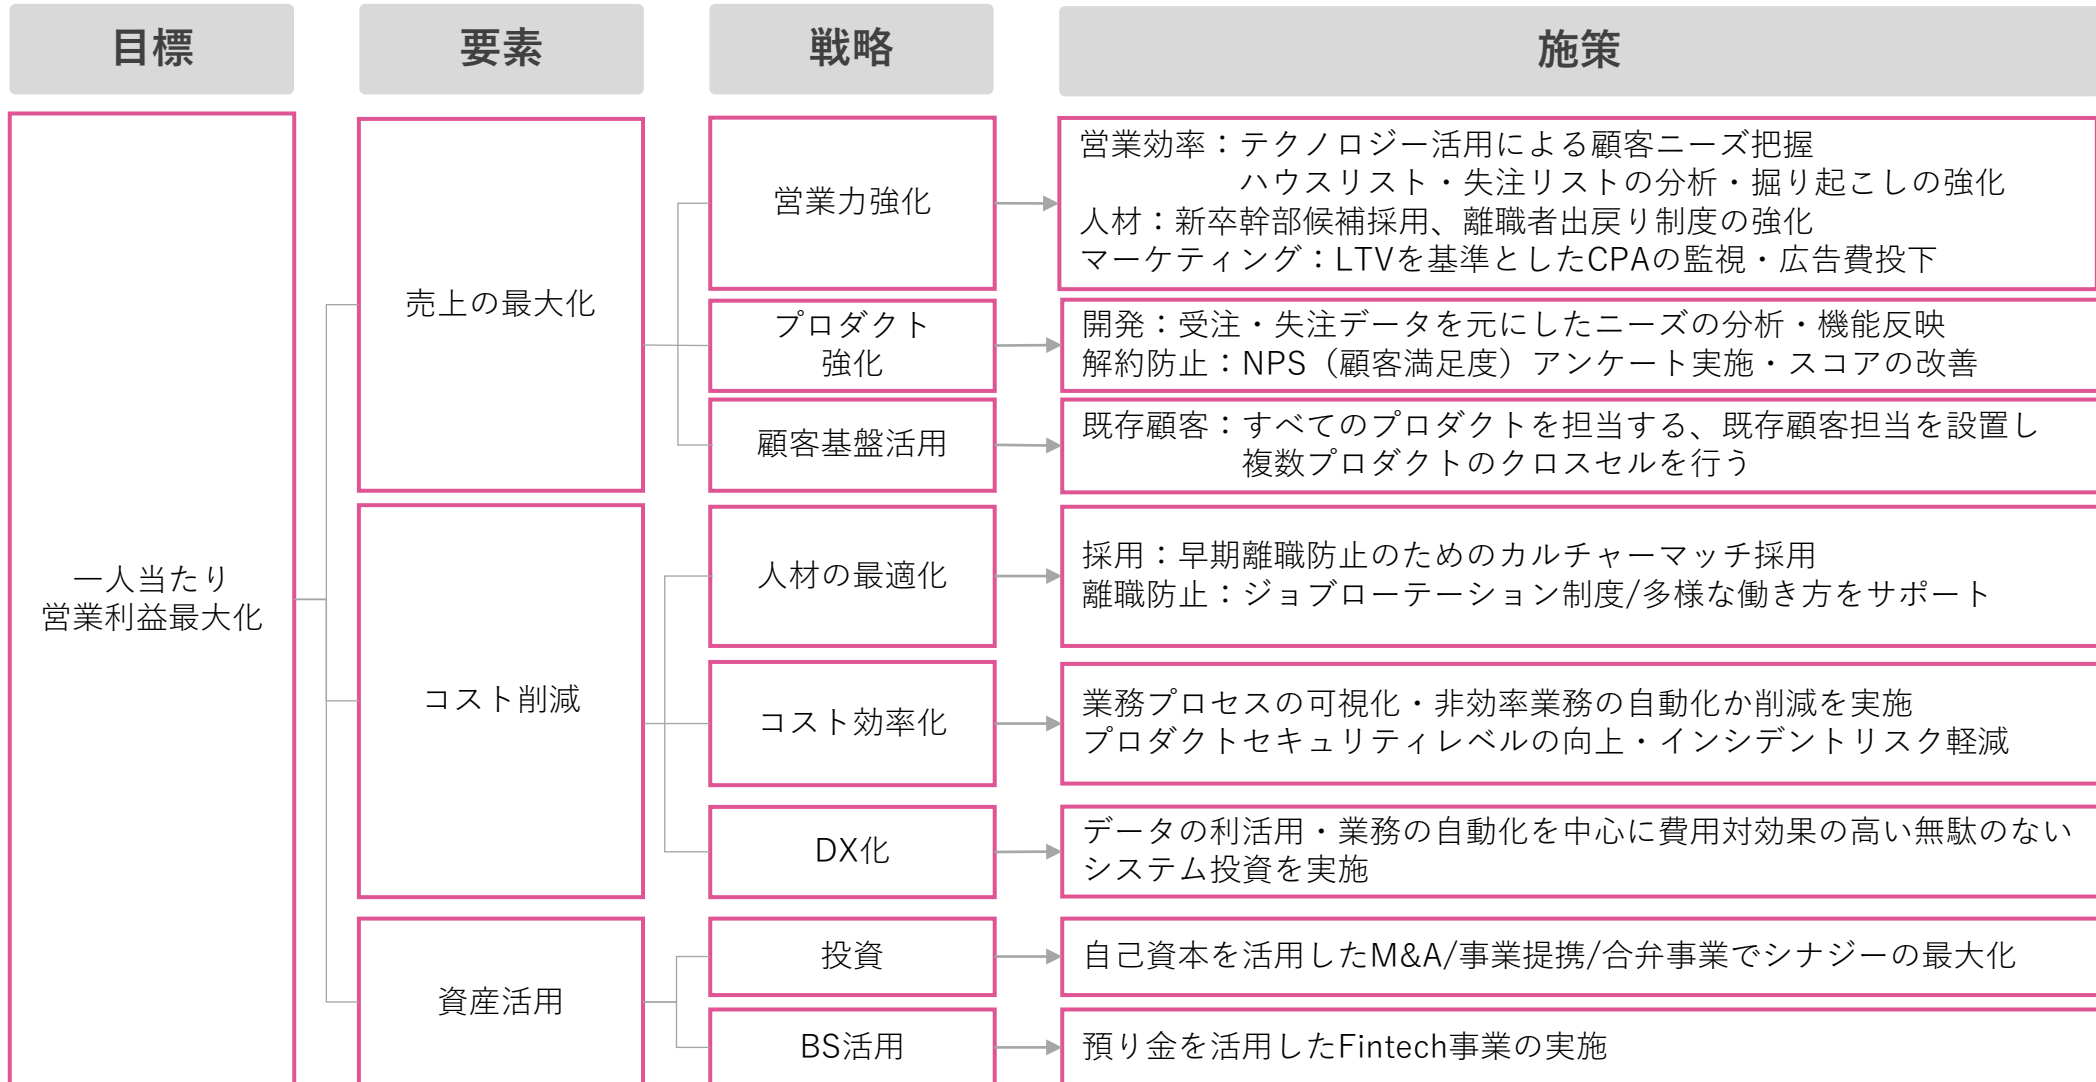 目標
要素
戦略
施策
一人当たり
営業利益最大化
売上の最大化
営業力強化
営業効率：テクノロジー活用による顧客ニーズ把握
ハウスリスト・失注リストの分析・掘り起こしの強化
人材：新卒幹部候補採用、離職者出戻り制度の強化
マーケティング：LTVを基準としたCPAの監視・広告費投下
プロダクト
強化
開発：受注・失注データを元にしたニーズの分析・機能反映
解約防止：NPS（顧客満足度）アンケート実施・スコアの改善
顧客基盤活用
既存顧客：すべてのプロダクトを担当する、既存顧客担当を設置し
複数プロダクトのクロスセルを行う
コスト削減
人材の最適化
採用：早期離職防止のためのカルチャーマッチ採用
離職防止：ジョブローテーション制度/多様な働き方をサポート
コスト効率化
業務プロセスの可視化・非効率業務の自動化か削減を実施
プロダクトセキュリティレベルの向上・インシデントリスク軽減
DX化
データの利活用・業務の自動化を中心に費用対効果の高い無駄のない
システム投資を実施
資産活用
投資
自己資本を活用したM&A/事業提携/合弁事業でシナジーの最大化
BS活用
預り金を活用したFintech事業の実施